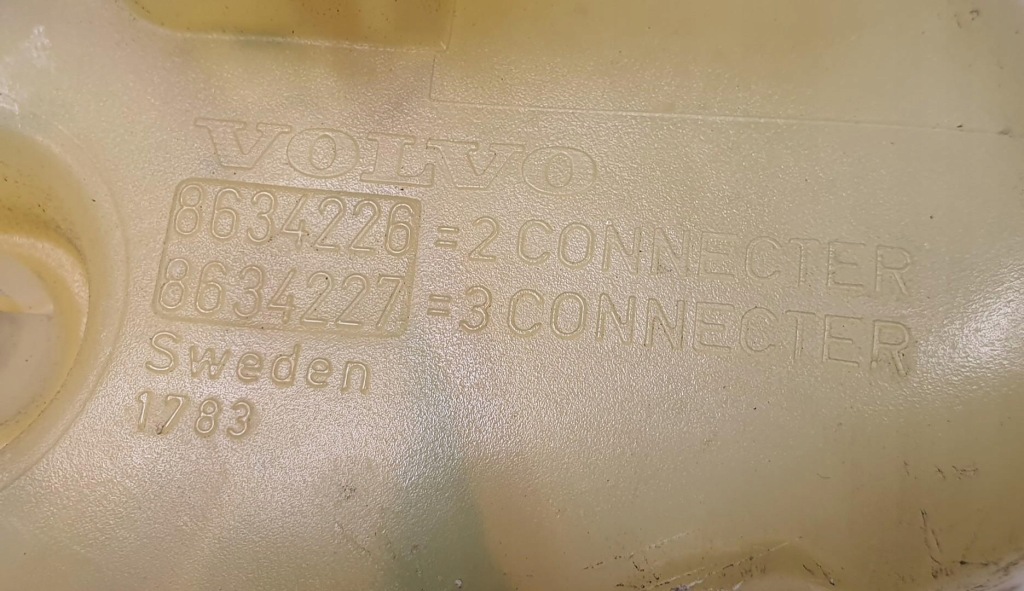 VOLVO
8634226 = 2 CONNECTER
8634227 = 3 CONNECTER
Sweden
1783